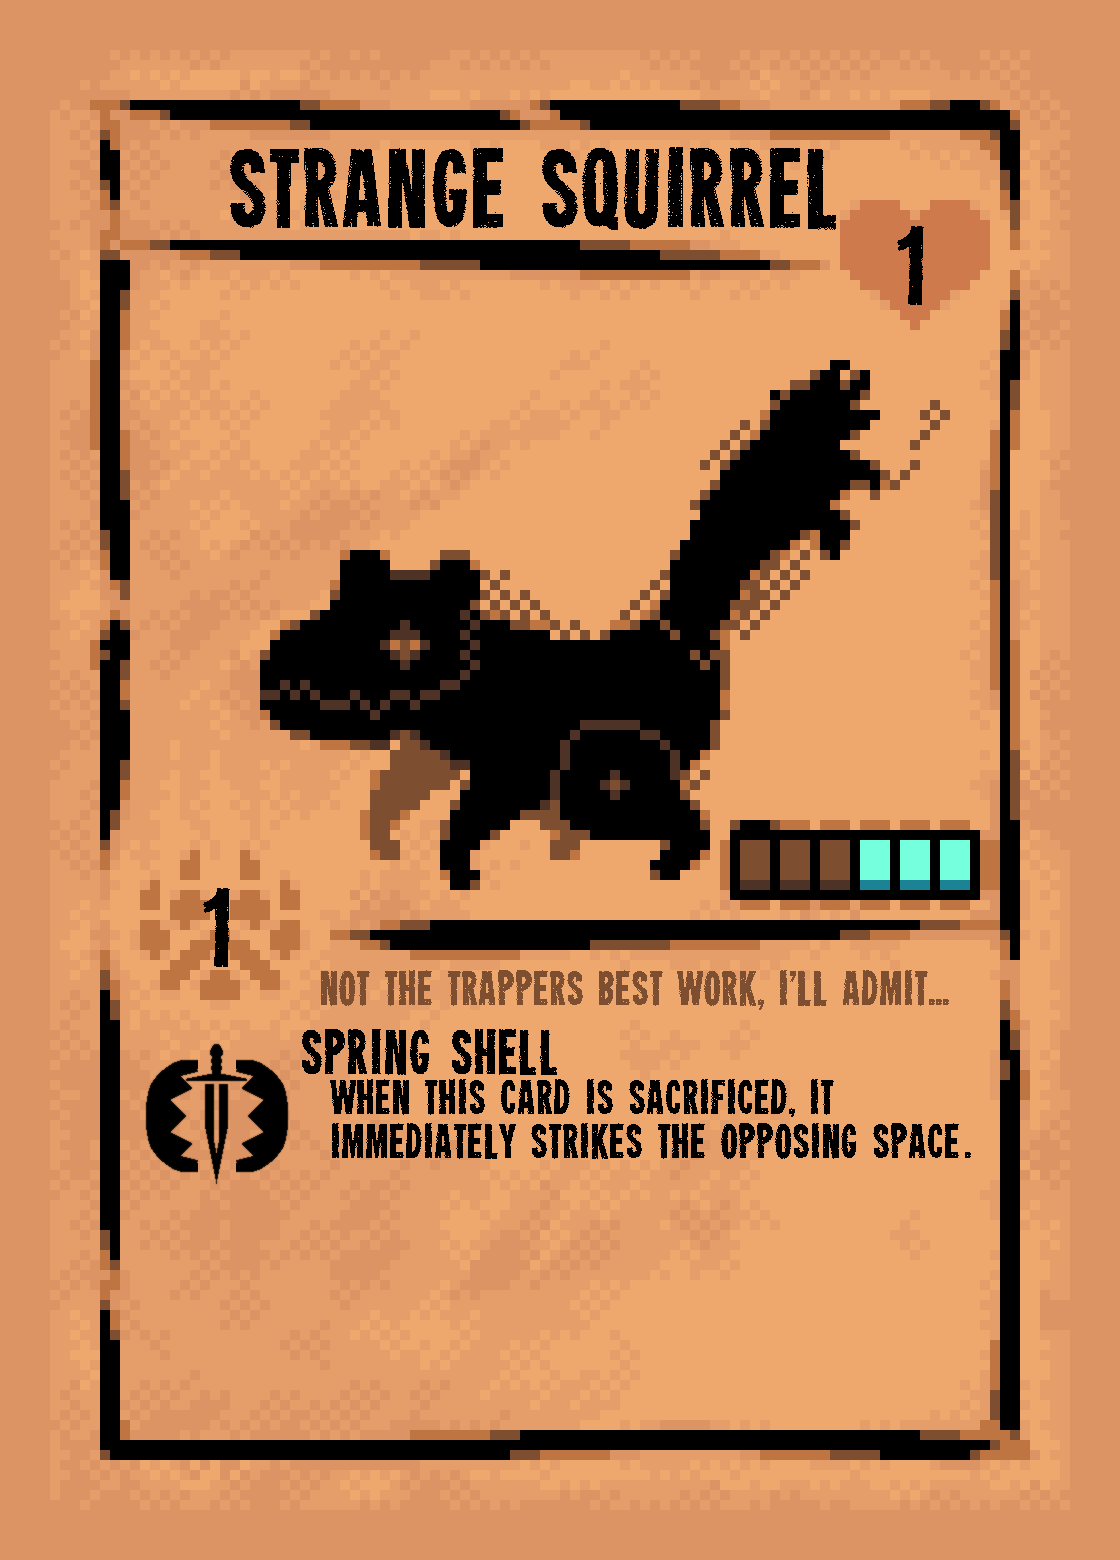 STRANGE SQUIRREL
1
1
NOT THE TRAPPERS BEST WORK, I'LL ADMIT...
SPRING SHELL
WHEN THIS CARD IS SACRIFICED, IT
IMMEDIATELY STRIKES THE OPPOSING SPACE.